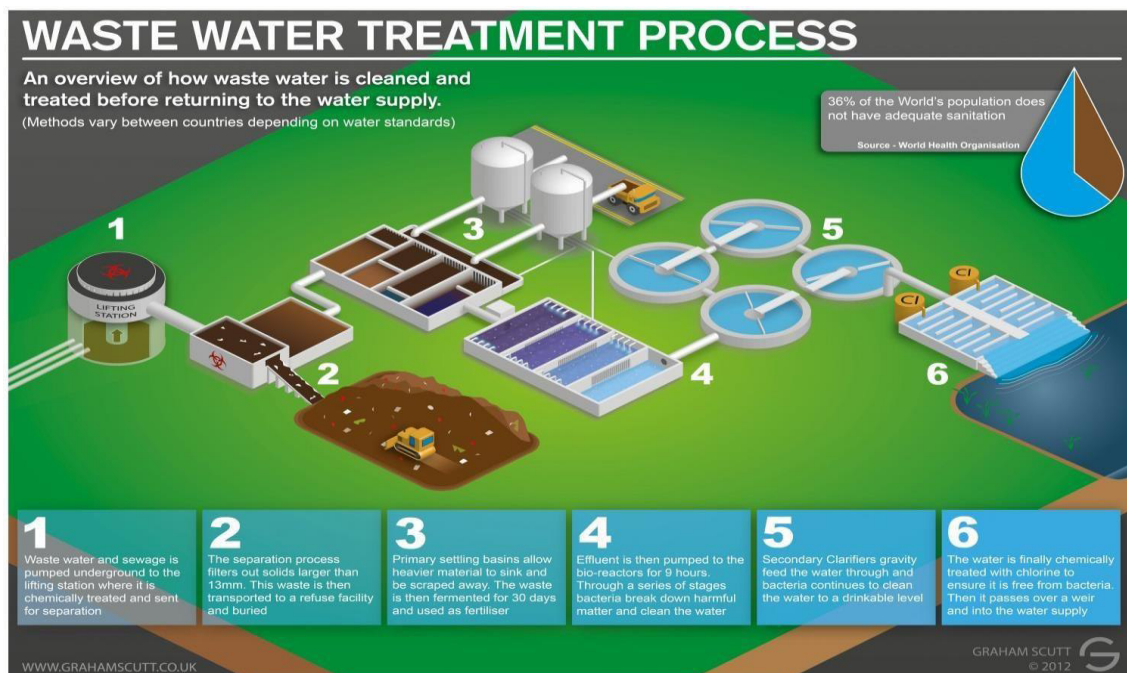 WASTE WATER TREATMENT PROCESS
An overview of how waste water is cleaned and
treated before returning to the water supply.
(Methods vary between countries depending on water standards)
36% of the World's population does
not have adequate sanitation
Source - World Health Organisation
1
LIFTING
STATION
2
3
4
5
6
Cl
Cl
1
Waste water and sewage is
pumped underground to the
lifting station where it is
chemically treated and sent
for separation
2
The separation process
filters out solids larger than
13mm. This waste is then
transported to a refuse facility
and buried
3
Primary settling basins allow
heavier material to sink and
be scraped away. The waste
is then fermented for 30 days
and used as fertiliser
4
Effluent is then pumped to the
bio-reactors for 9 hours.
Through a series of stages
bacteria break down harmful
matter and clean the water
5
Secondary Clarifiers gravity
feed the water through and
bacteria continues to clean
the water to a drinkable level
6
The water is finally chemically
treated with chlorine to
ensure it is free from bacteria.
Then it passes over a weir
and into the water supply
WWW.GRAHAMSCUTT.CO.UK
GRAHAM SCUTT
© 2012